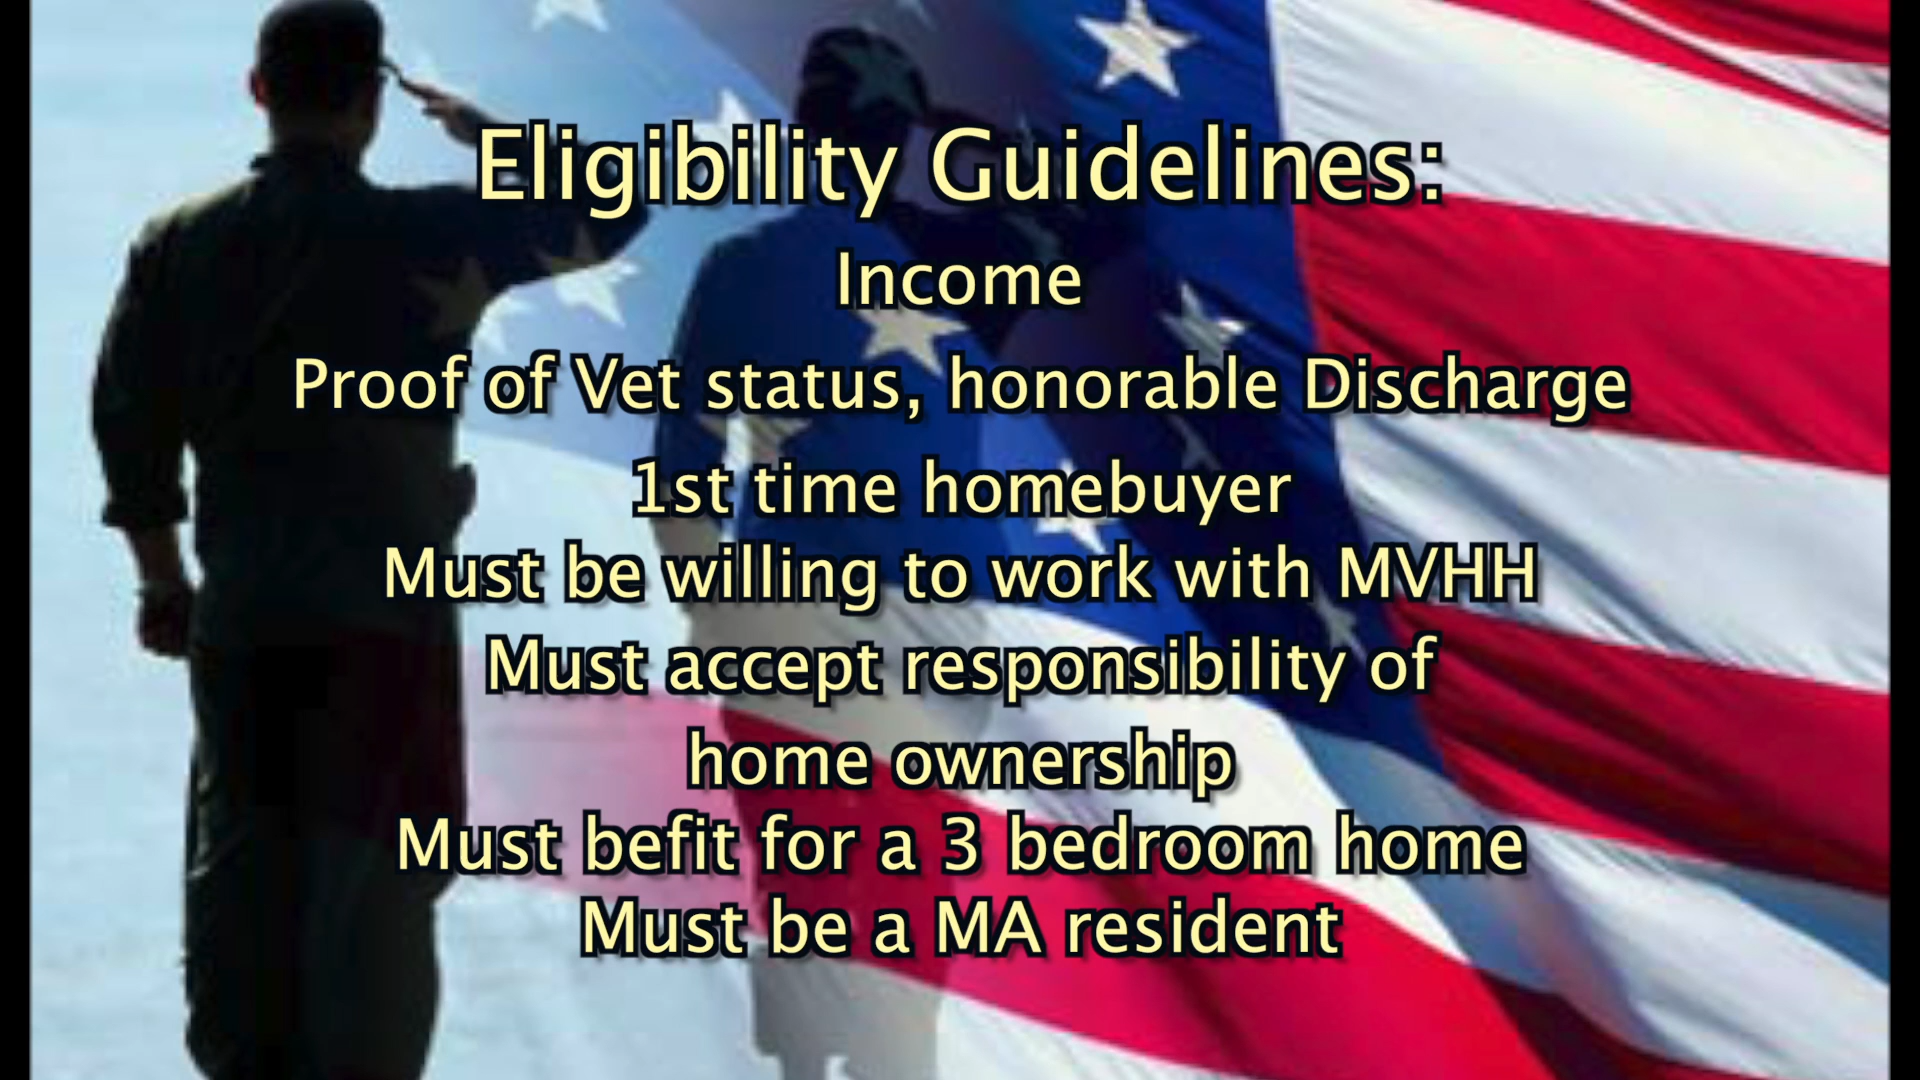 Eligibility Guidelines:
Income
Proof of Vet status, honorable Discharge
1st time homebuyer
Must be willing to work with MVHH
Must accept responsibility of
home ownership
Must befit for a 3 bedroom home
Must be a MA resident